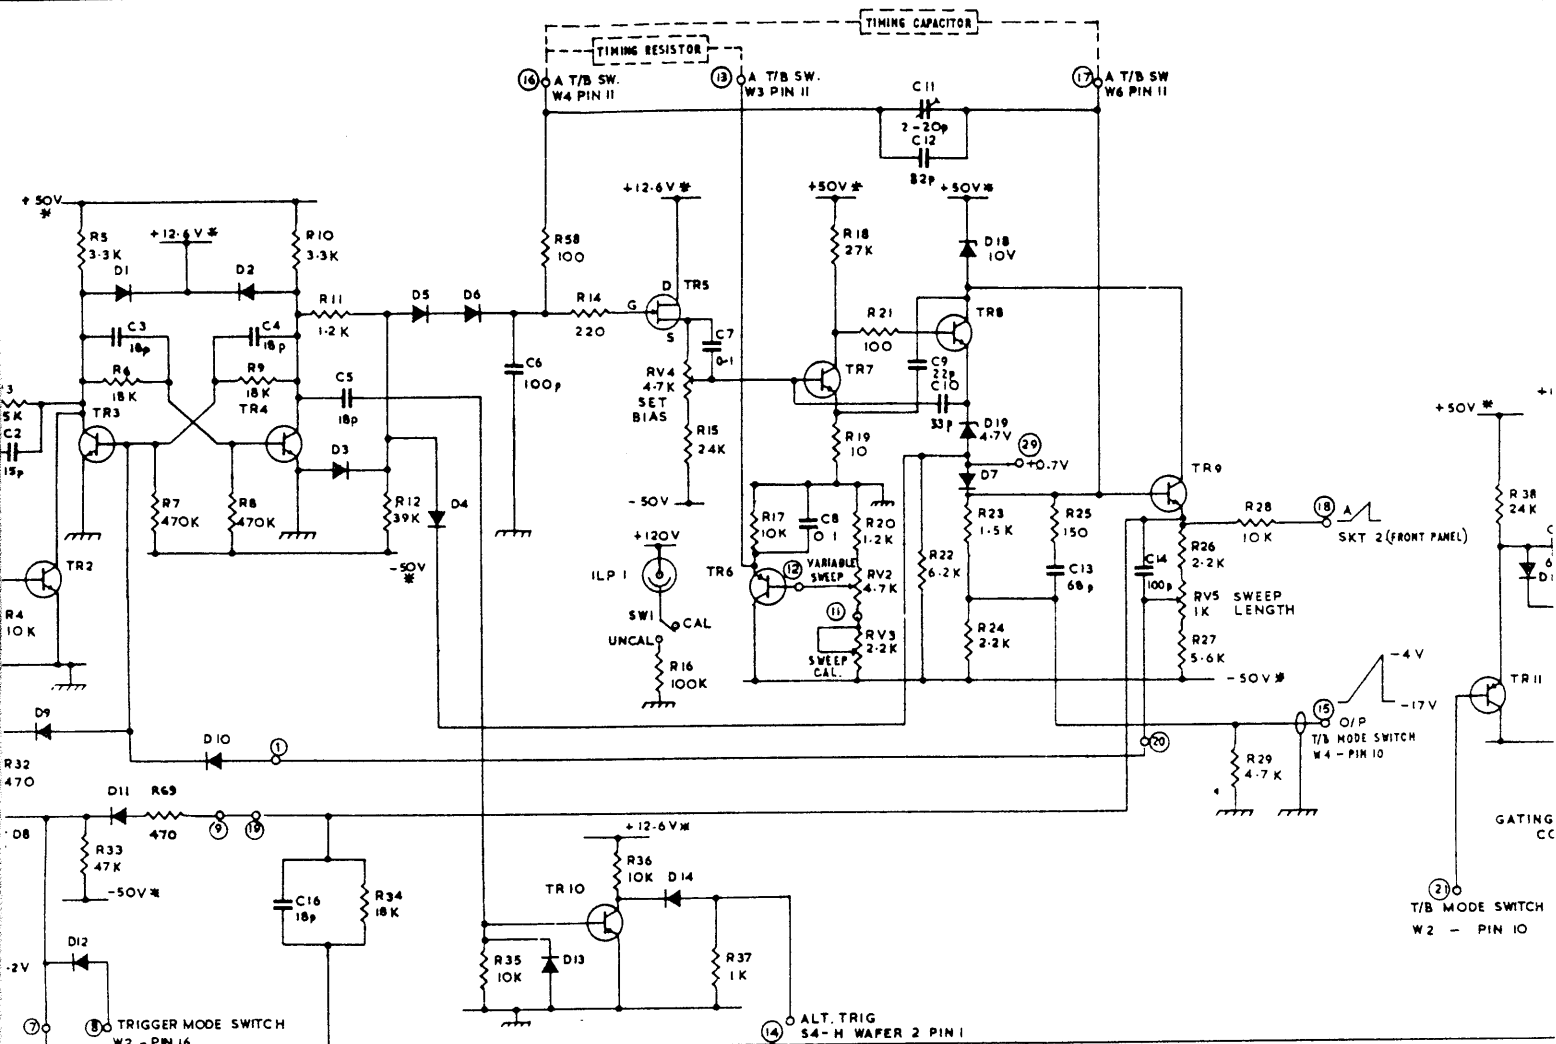 TIMING CAPACITOR
TIMING RESISTOR
16 A T/B SW.
W4 PIN 11
13 A T/B SW.
W3 PIN 11
17 A T/B SW
W6 PIN 11
C11
2-20p
C12
82p
+50V
*
+12.6V*
R5
3.3K
R10
3.3K
D1
D2
R11
1.2K
C3
18p
C4
18p
R6
18K
R9
18K
TR3
TR4
C5
18p
D3
D5
D6
R58
100
R14
220
C6
100p
+12.6V*
D
G
S
TR5
C7
0.1
RV4
4.7K
SET
BIAS
R15
24K
-50V
+50V*
R18
27K
+50V*
D18
10V
R21
100
TR8
TR7
C9
22p
C10
33p
R19
10
D19
4.7V
29
+0.7V
D7
3
5K
C2
15p
R7
470K
R8
470K
R12
39K
D4
-50V
*
TR2
R4
10K
+120V
ILP1
SW1
CAL
UNCAL
R16
100K
R17
10K
C8
0.1
R20
1.2K
TR6
12
VARIABLE
SWEEP
RV2
4.7K
11
RV3
2.2K
SWEEP
CAL.
R22
6.2K
R23
1.5K
R25
150
C13
68p
R24
2.2K
TR9
R28
10K
18 A
SKT 2 (FRONT PANEL)
C14
100p
R26
2.2K
RV5 SWEEP
1K LENGTH
R27
5.6K
-50V*
-4V
-17V
15 O/P
T/B MODE SWITCH
W4-PIN 10
20
R29
4.7K
+50V*
R38
24K
TR11
GATING
21
T/B MODE SWITCH
W2 - PIN 10
D9
D10
1
R32
470
D11
R69
470
9
19
D8
R33
47K
-50V*
C16
18p
R34
18K
D12
-2V
7
8 TRIGGER MODE SWITCH
W2-PIN 16
+12.6V*
R36
10K
TR10
D14
R35
10K
D13
R37
1K
14 ALT. TRIG
S4-H WAFER 2 PIN 1